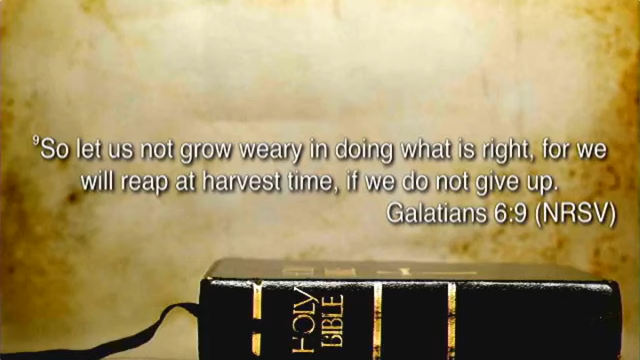 ⁹So let us not grow weary in doing what is right, for we
will reap at harvest time, if we do not give up.
Galatians 6:9 (NRSV)
HOLY
BIBLE